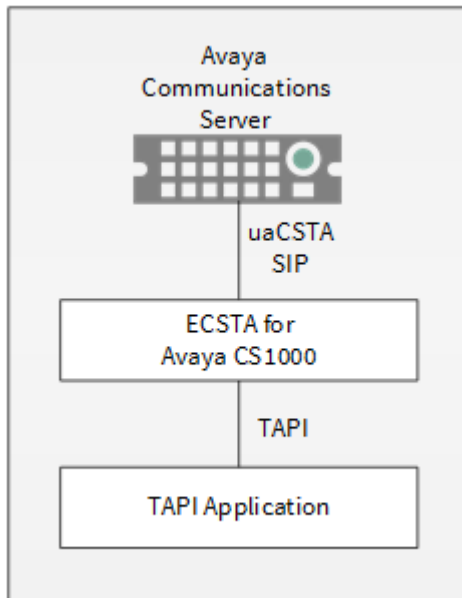 Avaya
Communications
Server
uaCSTA
SIP
ECSTA for
Avaya CS1000
TAPI
TAPI Application